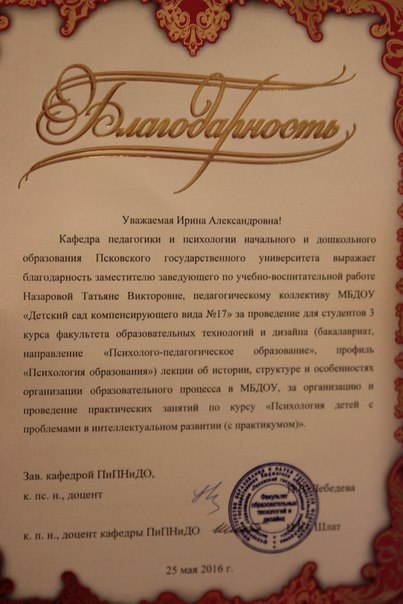 Благодарность
Уважаемая Ирина Александровна!
Кафедра педагогики и психологии начального и дошкольного
образования Псковского государственного университета выражает
благодарность заместителю заведующего по учебно-воспитательной работе
Назаровой Татьяне Викторовне, педагогическому коллективу МБДОУ
«Детский сад компенсирующего вида №17» за проведение для студентов 3
курса факультета образовательных технологий и дизайна (бакалавриат,
направление «Психолого-педагогическое образование», профиль
«Психология образования») лекции об истории, структуре и особенностях
организации образовательного процесса в МБДОУ, за организацию и
проведение практических занятий по курсу «Психология детей с
проблемами в интеллектуальном развитии (с практикумом)».
Зав. кафедрой ПиПНиДО,
к. пс. н., доцент Лебедева
Факультет
образовательных
технологий и
дизайна
к. п. н., доцент кафедры ПиПНиДО Шлат
25 мая 2016 г.